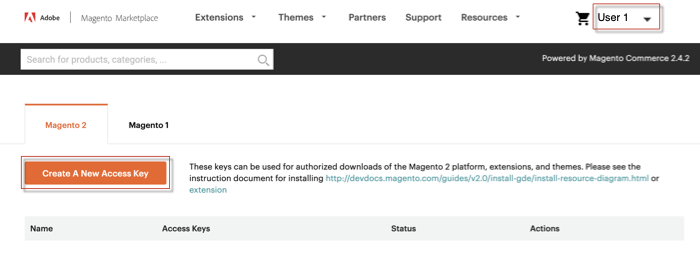 Adobe | Magento Marketplace Extensions Themes Partners Support Resources User 1
Search for products, categories, ... Powered by Magento Commerce 2.4.2
Magento 2 Magento 1
Create A New Access Key
These keys can be used for authorized downloads of the Magento 2 platform, extensions, and themes. Please see the
instruction document for installing http://devdocs.magento.com/guides/v2.0/install-gde/install-resource-diagram.html or
extension
Name Access Keys Status Actions